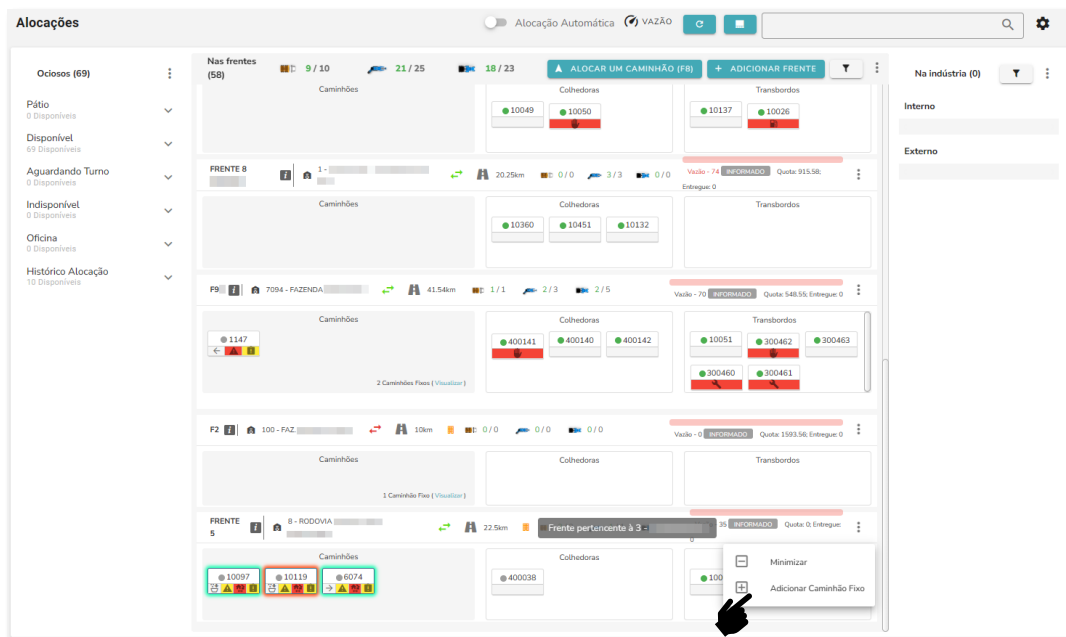 Alocações
Alocação Automática
VAZÃO
Ociosos (69)
Pátio
0 Disponíveis
Disponível
69 Disponíveis
Aguardando Turno
0 Disponíveis
Indisponível
0 Disponíveis
Oficina
0 Disponíveis
Histórico Alocação
10 Disponíveis
Nas frentes
(58)
9 / 10
21 / 25
18 / 23
ALOCAR UM CAMINHÃO (F8)
+ ADICIONAR FRENTE
Caminhões
Colhedoras
Transbordos
10049
10050
10137
10026
FRENTE 8
1 -
20.25km
0 / 0
3 / 3
0 / 0
Vazão - 74
INFORMADO
Quota: 915.58;
Entregue: 0
Caminhões
Colhedoras
Transbordos
10360
10451
10132
F9
7094 - FAZENDA
41.54km
1 / 1
2 / 3
2 / 5
Vazão - 70
INFORMADO
Quota: 548.55; Entregue: 0
Caminhões
Colhedoras
Transbordos
1147
400141
400140
400142
10051
300462
300463
300460
300461
2 Caminhões Fixos ( Visualizar )
F2
100 - FAZ.
10km
0 / 0
0 / 0
0 / 0
Vazão - 0
INFORMADO
Quota: 1593.56; Entregue: 0
Caminhões
Colhedoras
Transbordos
1 Caminhão Fixo ( Visualizar )
FRENTE
5
8 - RODOVIA
22.5km
Frente pertencente à 3 -
35
INFORMADO
Quota: 0; Entregue:
0
Caminhões
Colhedoras
10097
10119
6074
400038
100
Minimizar
Adicionar Caminhão Fixo
Na indústria (0)
Interno
Externo